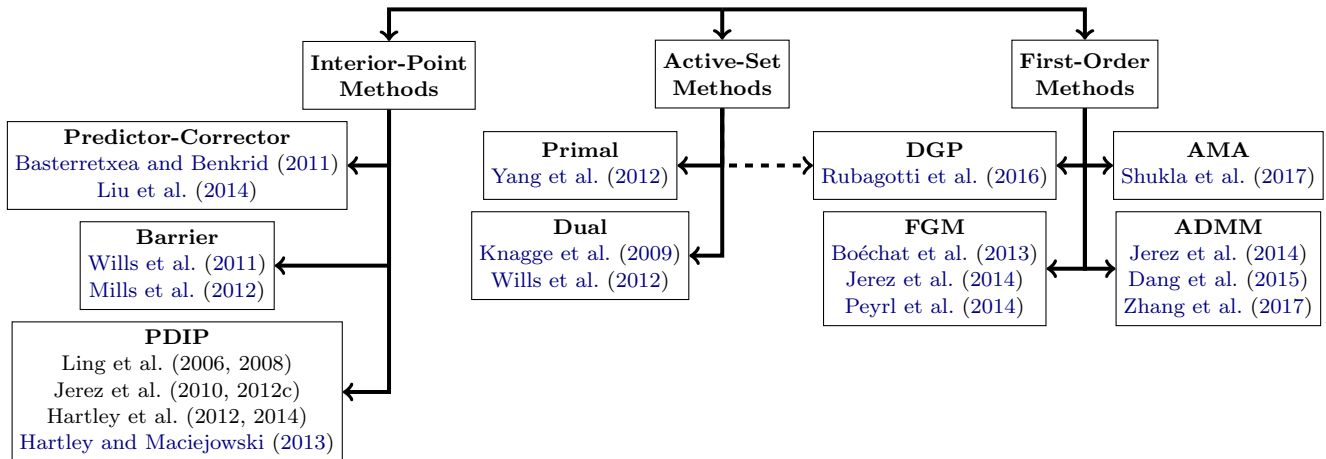 Interior-Point
Methods
Active-Set
Methods
First-Order
Methods
Predictor-Corrector
Basterretxea and Benkrid (2011)
Liu et al. (2014)
Barrier
Wills et al. (2011)
Mills et al. (2012)
PDIP
Ling et al. (2006, 2008)
Jerez et al. (2010, 2012c)
Hartley et al. (2012, 2014)
Hartley and Maciejowski (2013)
Primal
Yang et al. (2012)
Dual
Knagge et al. (2009)
Wills et al. (2012)
DGP
Rubagotti et al. (2016)
FGM
Boéchat et al. (2013)
Jerez et al. (2014)
Peyrl et al. (2014)
AMA
Shukla et al. (2017)
ADMM
Jerez et al. (2014)
Dang et al. (2015)
Zhang et al. (2017)